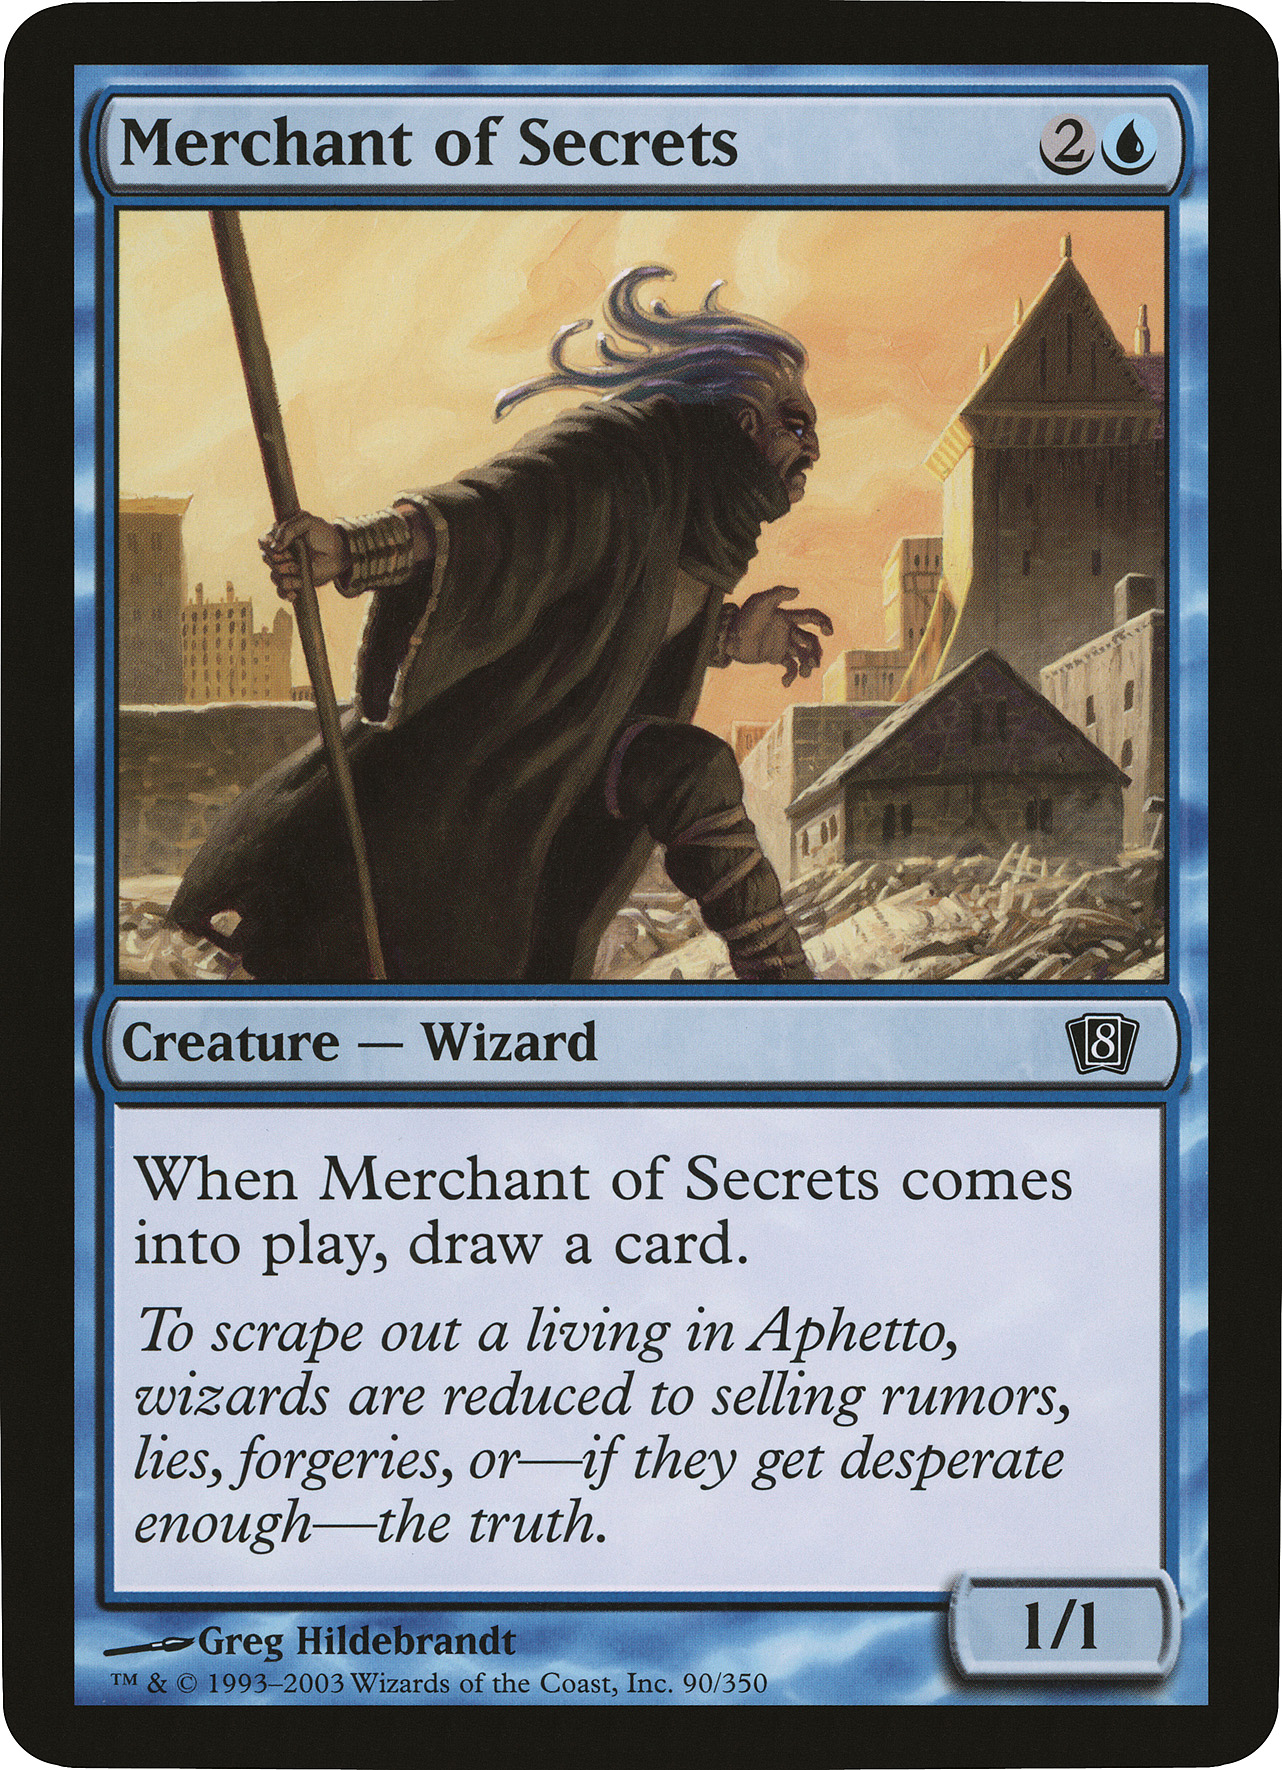 Merchant of Secrets 2
Creature — Wizard 8
When Merchant of Secrets comes
into play, draw a card.
To scrape out a living in Aphetto,
wizards are reduced to selling rumors,
lies, forgeries, or—if they get desperate
enough—the truth.
1/1
Greg Hildebrandt
™ & © 1993–2003 Wizards of the Coast, Inc. 90/350